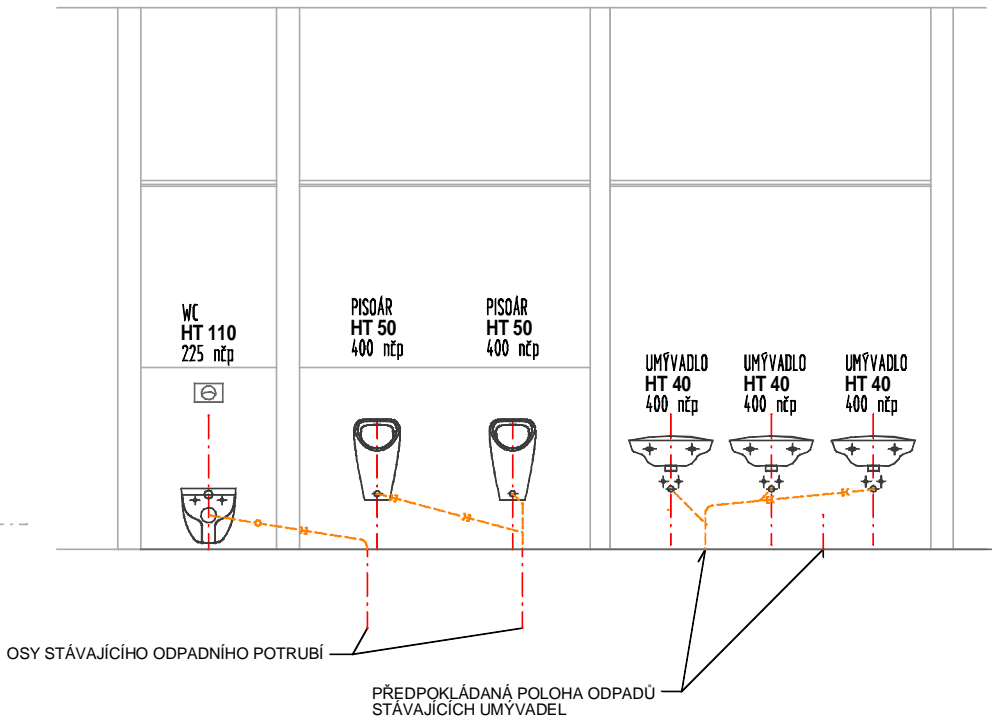 WC
HT 110
225 nčp
PISOÁR
HT 50
400 nčp
PISOÁR
HT 50
400 nčp
UMÝVADLO
HT 40
400 nčp
UMÝVADLO
HT 40
400 nčp
UMÝVADLO
HT 40
400 nčp
OSY STÁVAJÍCÍHO ODPADNÍHO POTRUBÍ
PŘEDPOKLÁDANÁ POLOHA ODPADŮ
STÁVAJÍCÍCH UMÝVADEL